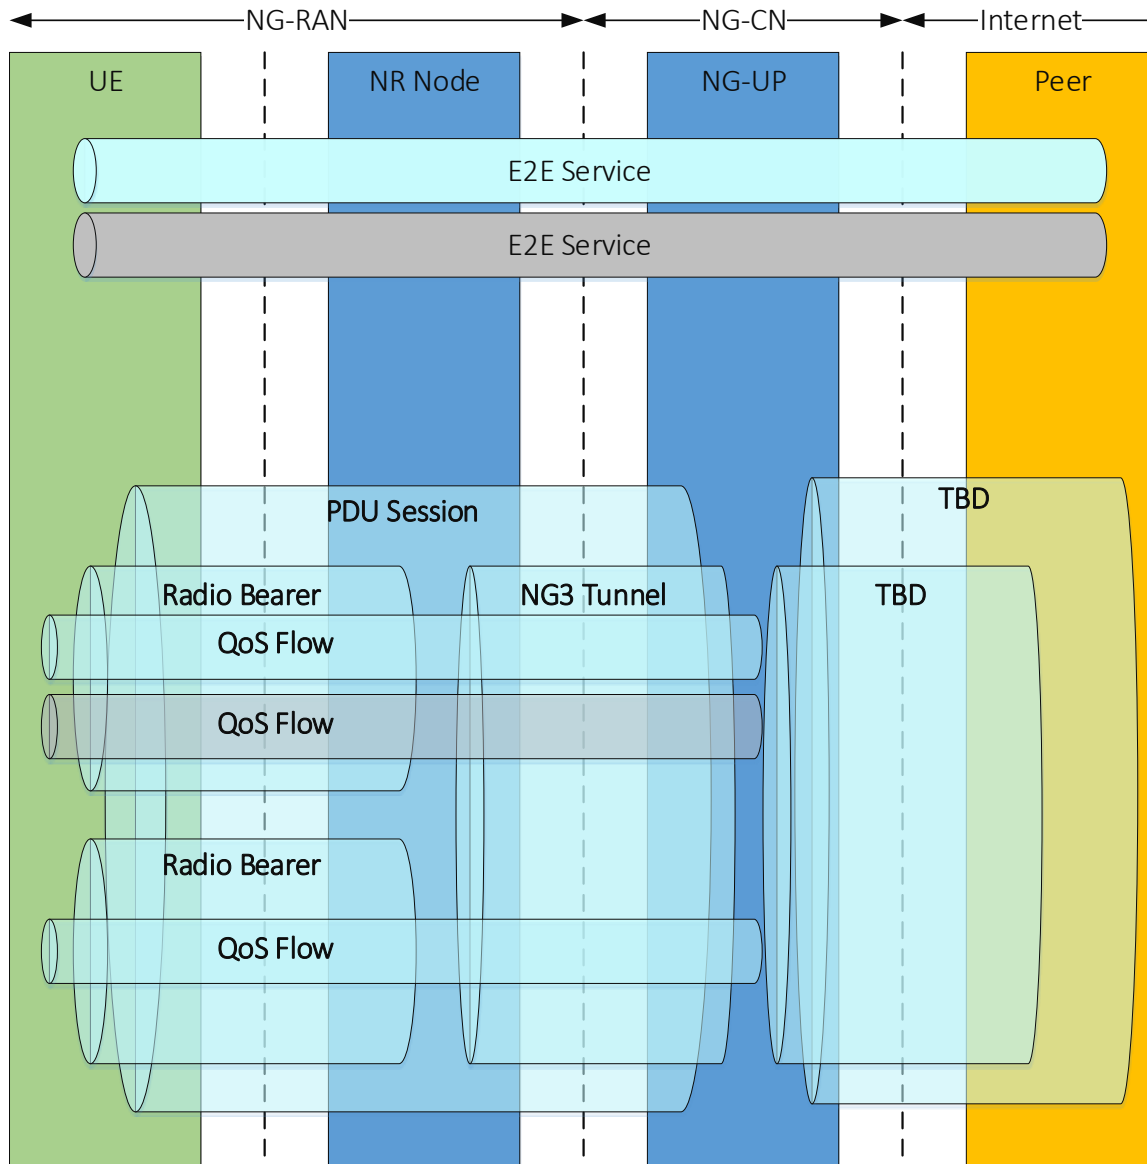 NG-RAN
NG-CN
Internet
UE
NR Node
NG-UP
Peer
E2E Service
E2E Service
PDU Session
TBD
Radio Bearer
NG3 Tunnel
TBD
QoS Flow
QoS Flow
Radio Bearer
QoS Flow